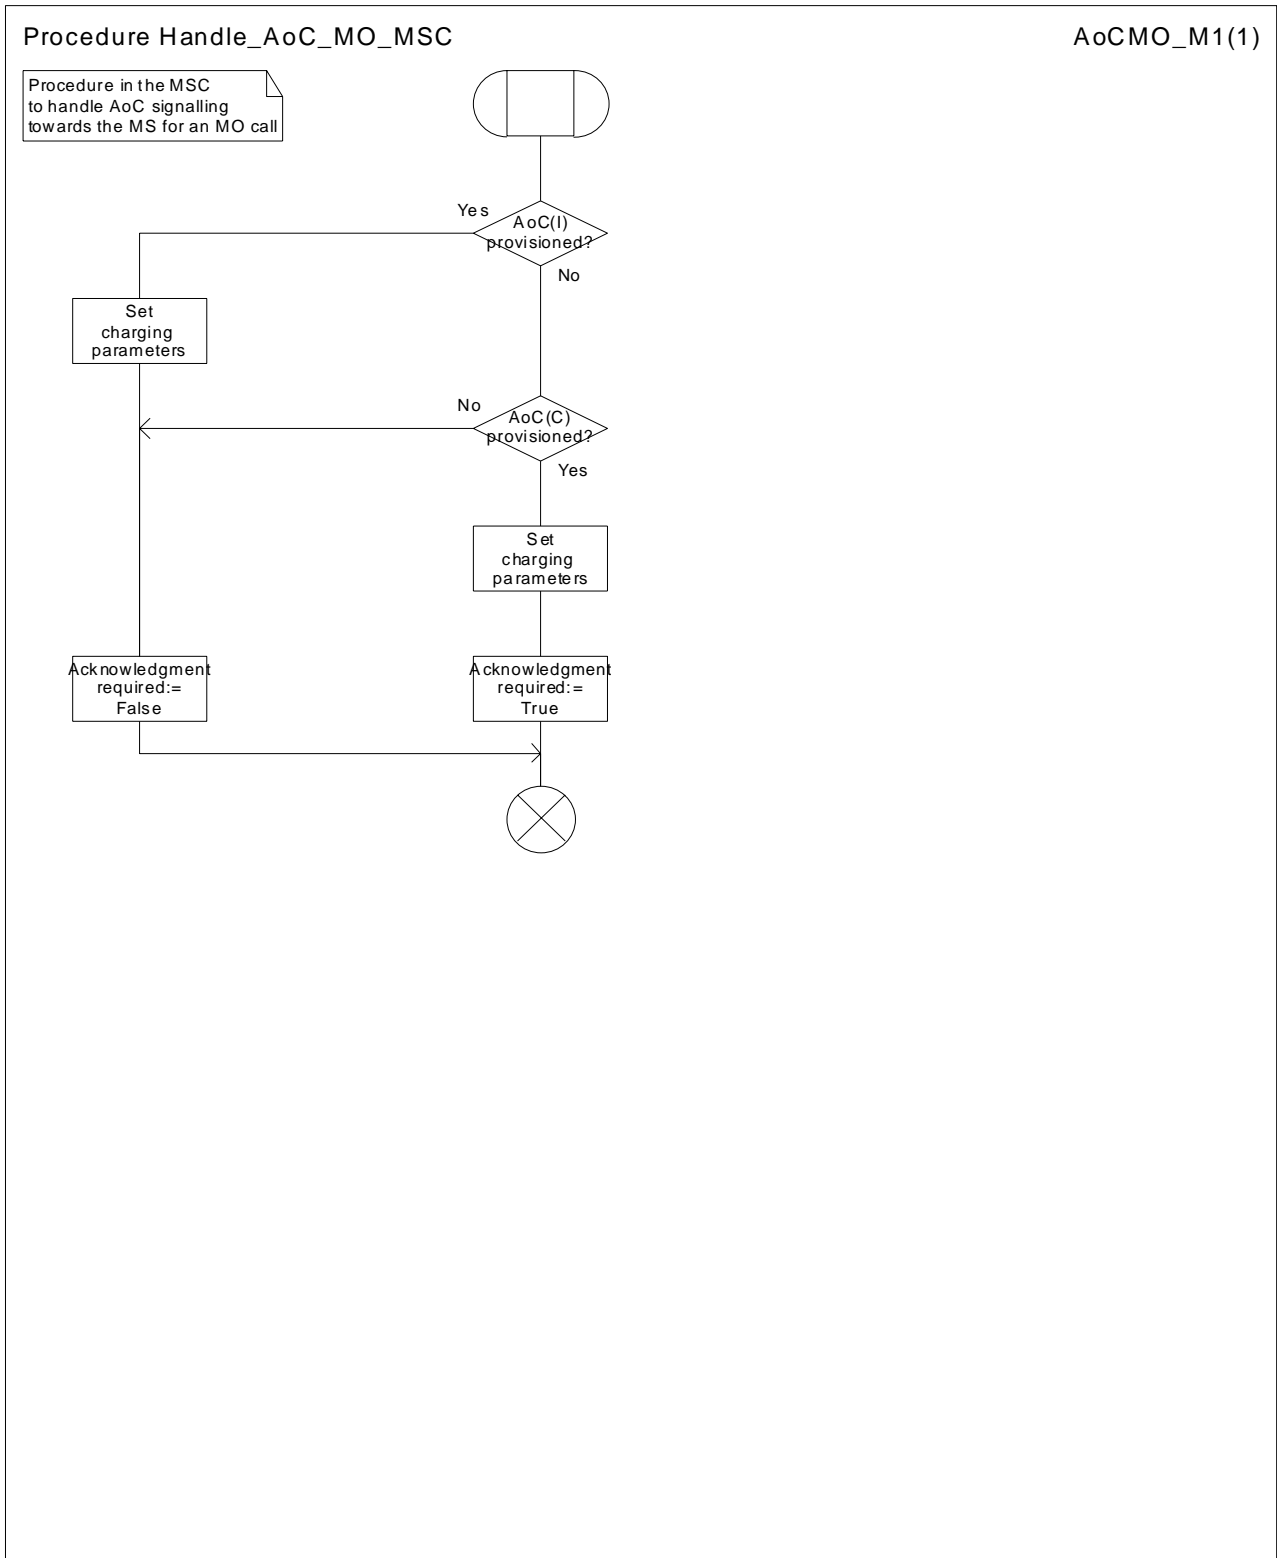 Procedure Handle_AoC_MO_MSC
AoCMO_M1(1)
Procedure in the MSC
to handle AoC signalling
towards the MS for an MO call
Yes
AoC(I)
provisioned?
No
Set
charging
parameters
No
AoC(C)
provisioned?
Yes
Set
charging
parameters
Acknowledgment
required:=
False
Acknowledgment
required:=
True